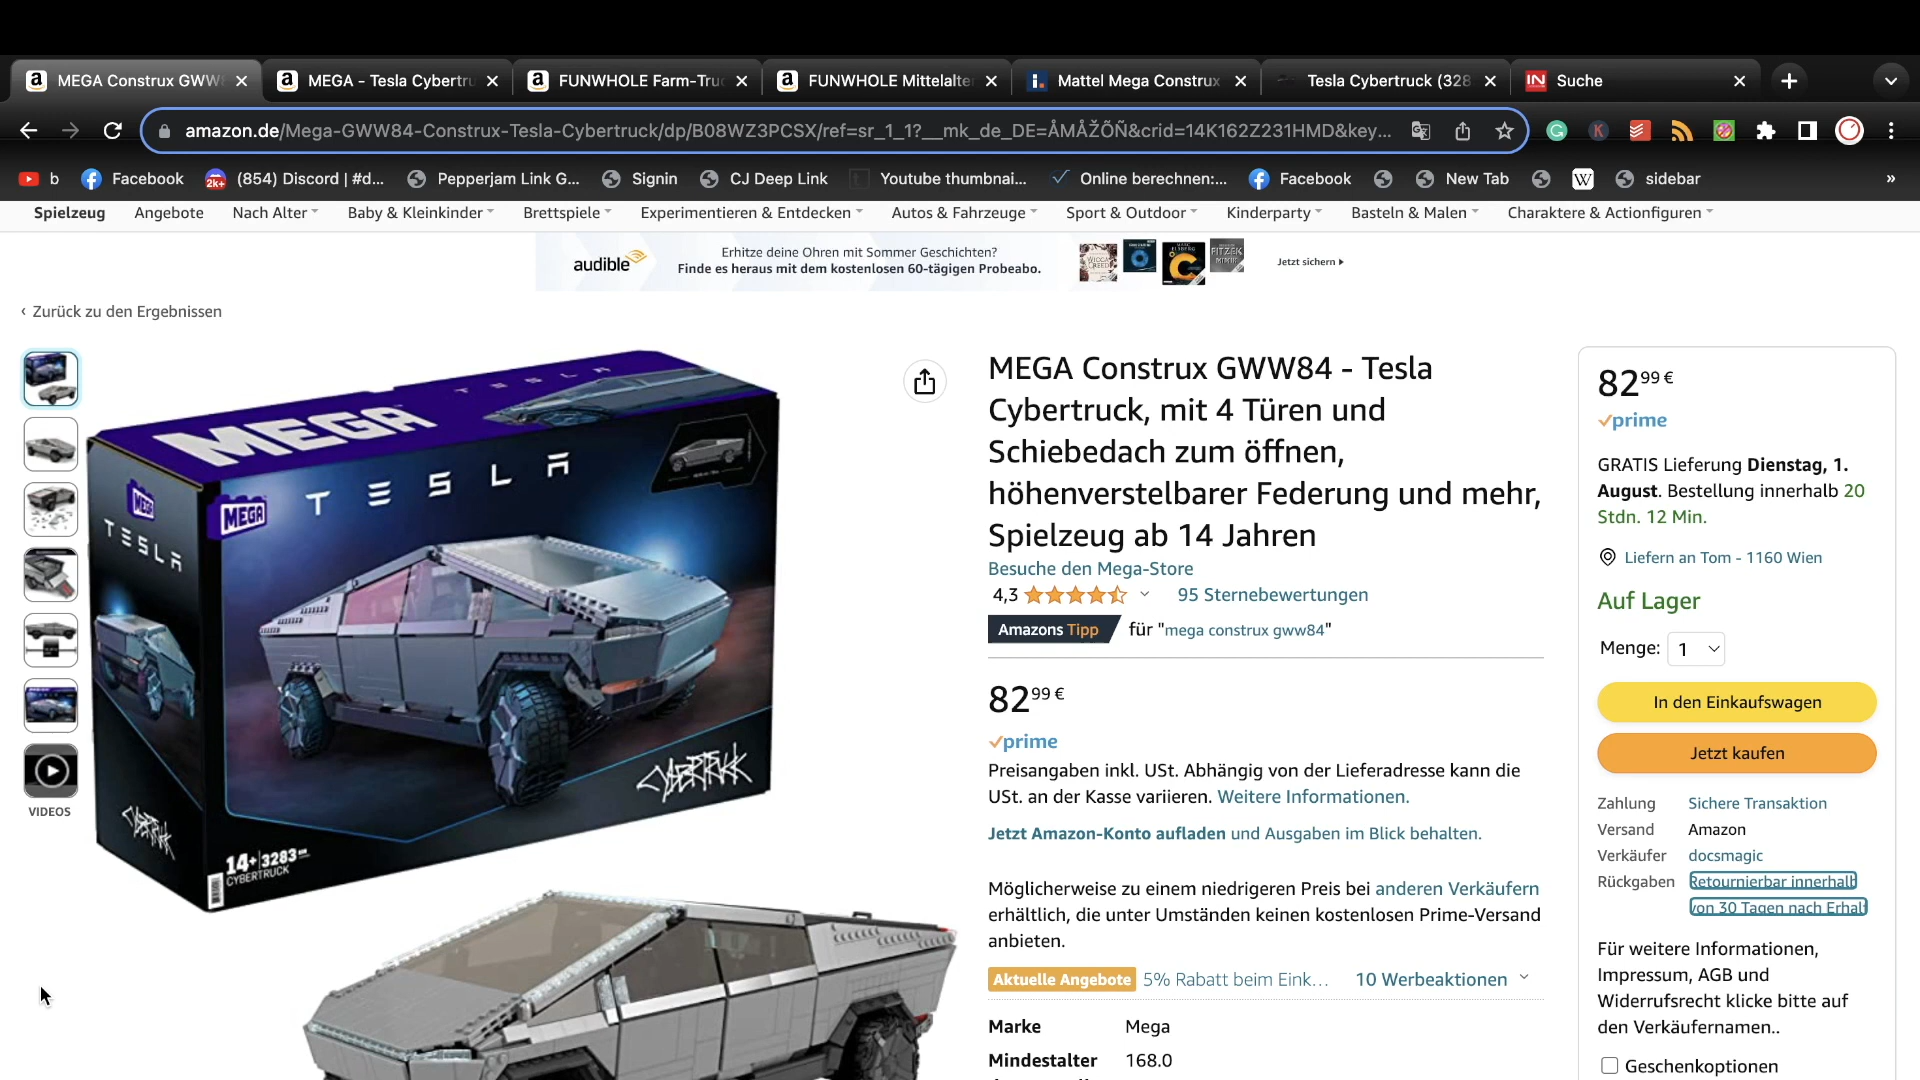 MEGA Construx GWW
MEGA - Tesla Cybertru
FUNWHOLE Farm-Truc
FUNWHOLE Mittelalte
Mattel Mega Construx
Tesla Cybertruck (328
IN Suche
amazon.de/Mega-GWW84-Construx-Tesla-Cybertruck/dp/B08WZ3PCSX/ref=sr_1_1?__mk_de_DE=ÅMÅŽÕÑ&crid=14K162Z231HMD&key...
b
Facebook
2k+
(854) Discord | #d...
Pepperjam Link G...
Signin
CJ Deep Link
Youtube thumbnai...
Online berechnen:...
Facebook
New Tab
W
sidebar
»
Spielzeug
Angebote
Nach Alter
Baby & Kleinkinder
Brettspiele
Experimentieren & Entdecken
Autos & Fahrzeuge
Sport & Outdoor
Kinderparty
Basteln & Malen
Charaktere & Actionfiguren
audible
Erhitze deine Ohren mit Sommer Geschichten?
Finde es heraus mit dem kostenlosen 60-tägigen Probeabo.
FITZEK
Jetzt sichern
‹ Zurück zu den Ergebnissen
VIDEOS
TESLA
MEGA
MEGA
TESLA
MEGA
TESLA
CYBERTRUCK
CYBERTRUCK
14+ 3283
CYBERTRUCK
MEGA Construx GWW84 - Tesla
Cybertruck, mit 4 Türen und
Schiebedach zum öffnen,
höhenverstelbarer Federung und mehr,
Spielzeug ab 14 Jahren
Besuche den Mega-Store
4,3
95 Sternebewertungen
Amazons Tipp für "mega construx gww84"
82 99 €
prime
Preisangaben inkl. USt. Abhängig von der Lieferadresse kann die
USt. an der Kasse variieren. Weitere Informationen.
Jetzt Amazon-Konto aufladen und Ausgaben im Blick behalten.
Möglicherweise zu einem niedrigeren Preis bei anderen Verkäufern
erhältlich, die unter Umständen keinen kostenlosen Prime-Versand
anbieten.
Aktuelle Angebote 5% Rabatt beim Eink... 10 Werbeaktionen
Marke Mega
Mindestalter 168.0
82 99 €
prime
GRATIS Lieferung Dienstag, 1.
August. Bestellung innerhalb 20
Stdn. 12 Min.
Liefern an Tom - 1160 Wien
Auf Lager
Menge: 1
In den Einkaufswagen
Jetzt kaufen
Zahlung Sichere Transaktion
Versand Amazon
Verkäufer docsmagic
Rückgaben Retournierbar innerhalb
von 30 Tagen nach Erhalt
Für weitere Informationen,
Impressum, AGB und
Widerrufsrecht klicke bitte auf
den Verkäufernamen..
Geschenkoptionen